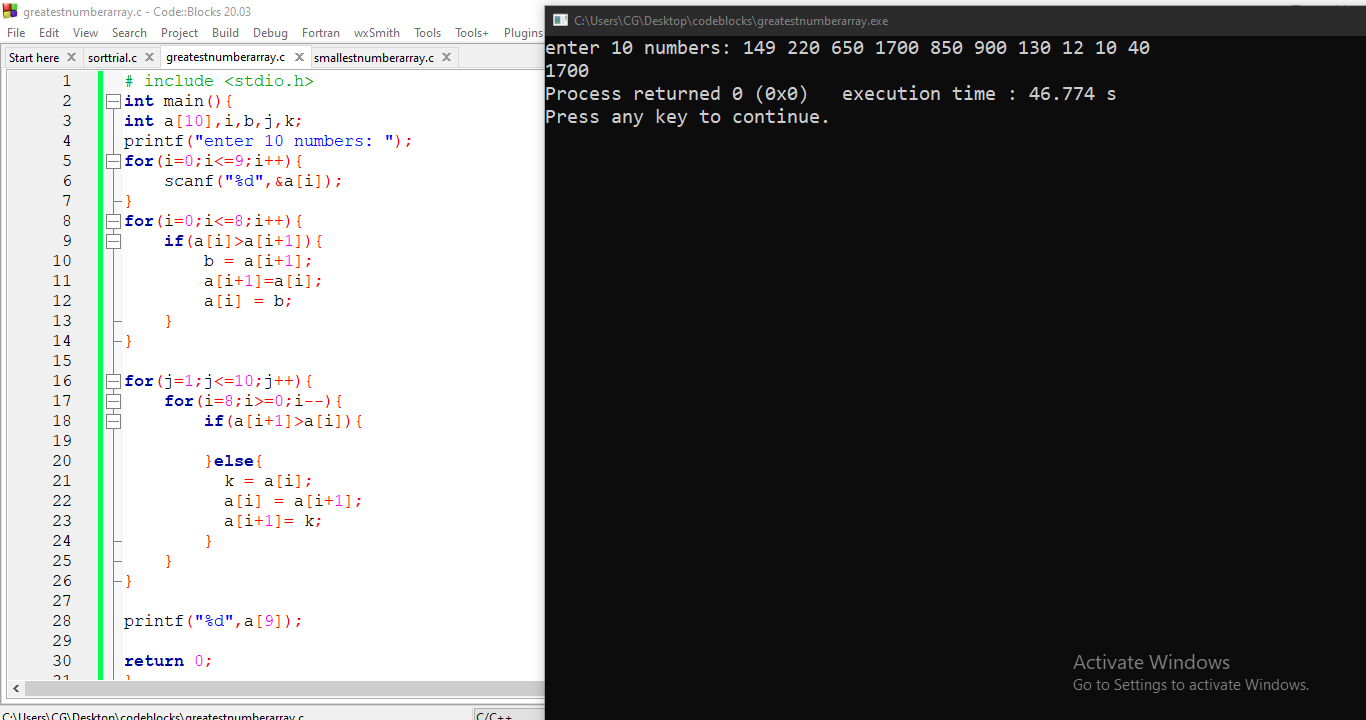 greatestnumberarray.c - Code::Blocks 20.03
File Edit View Search Project Build Debug Fortran wxSmith Tools Tools+ Plugins
Start here sorttrial.c greatestnumberarray.c smallestnumberarray.c
1 # include <stdio.h>
2 int main(){
3 int a[10],i,b,j,k;
4 printf("enter 10 numbers: ");
5 for(i=0;i<=9;i++){
6 scanf("%d",&a[i]);
7 }
8 for(i=0;i<=8;i++){
9 if(a[i]>a[i+1]){
10 b = a[i+1];
11 a[i+1]=a[i];
12 a[i] = b;
13 }
14 }
15
16 for(j=1;j<=10;j++){
17 for(i=8;i>=0;i--){
18 if(a[i+1]>a[i]){
19
20 }else{
21 k = a[i];
22 a[i] = a[i+1];
23 a[i+1]= k;
24 }
25 }
26 }
27
28 printf("%d",a[9]);
29
30 return 0;
31 }
C:\Users\CG\Desktop\codeblocks\greatestnumberarray.c C/C++
C:\Users\CG\Desktop\codeblocks\greatestnumberarray.exe
enter 10 numbers: 149 220 650 1700 850 900 130 12 10 40
1700
Process returned 0 (0x0) execution time : 46.774 s
Press any key to continue.
Activate Windows
Go to Settings to activate Windows.